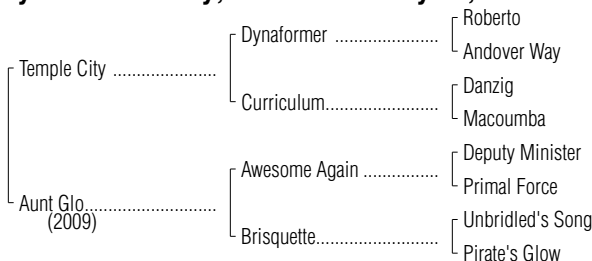 Roberto
Dynaformer ..................
Andover Way
Temple City .....................
Danzig
Curriculum.......................
Macoumba
Deputy Minister
Awesome Again ...............
Primal Force
Aunt Glo..........................
(2009)
Unbridled's Song
Brisquette.........................
Pirate's Glow